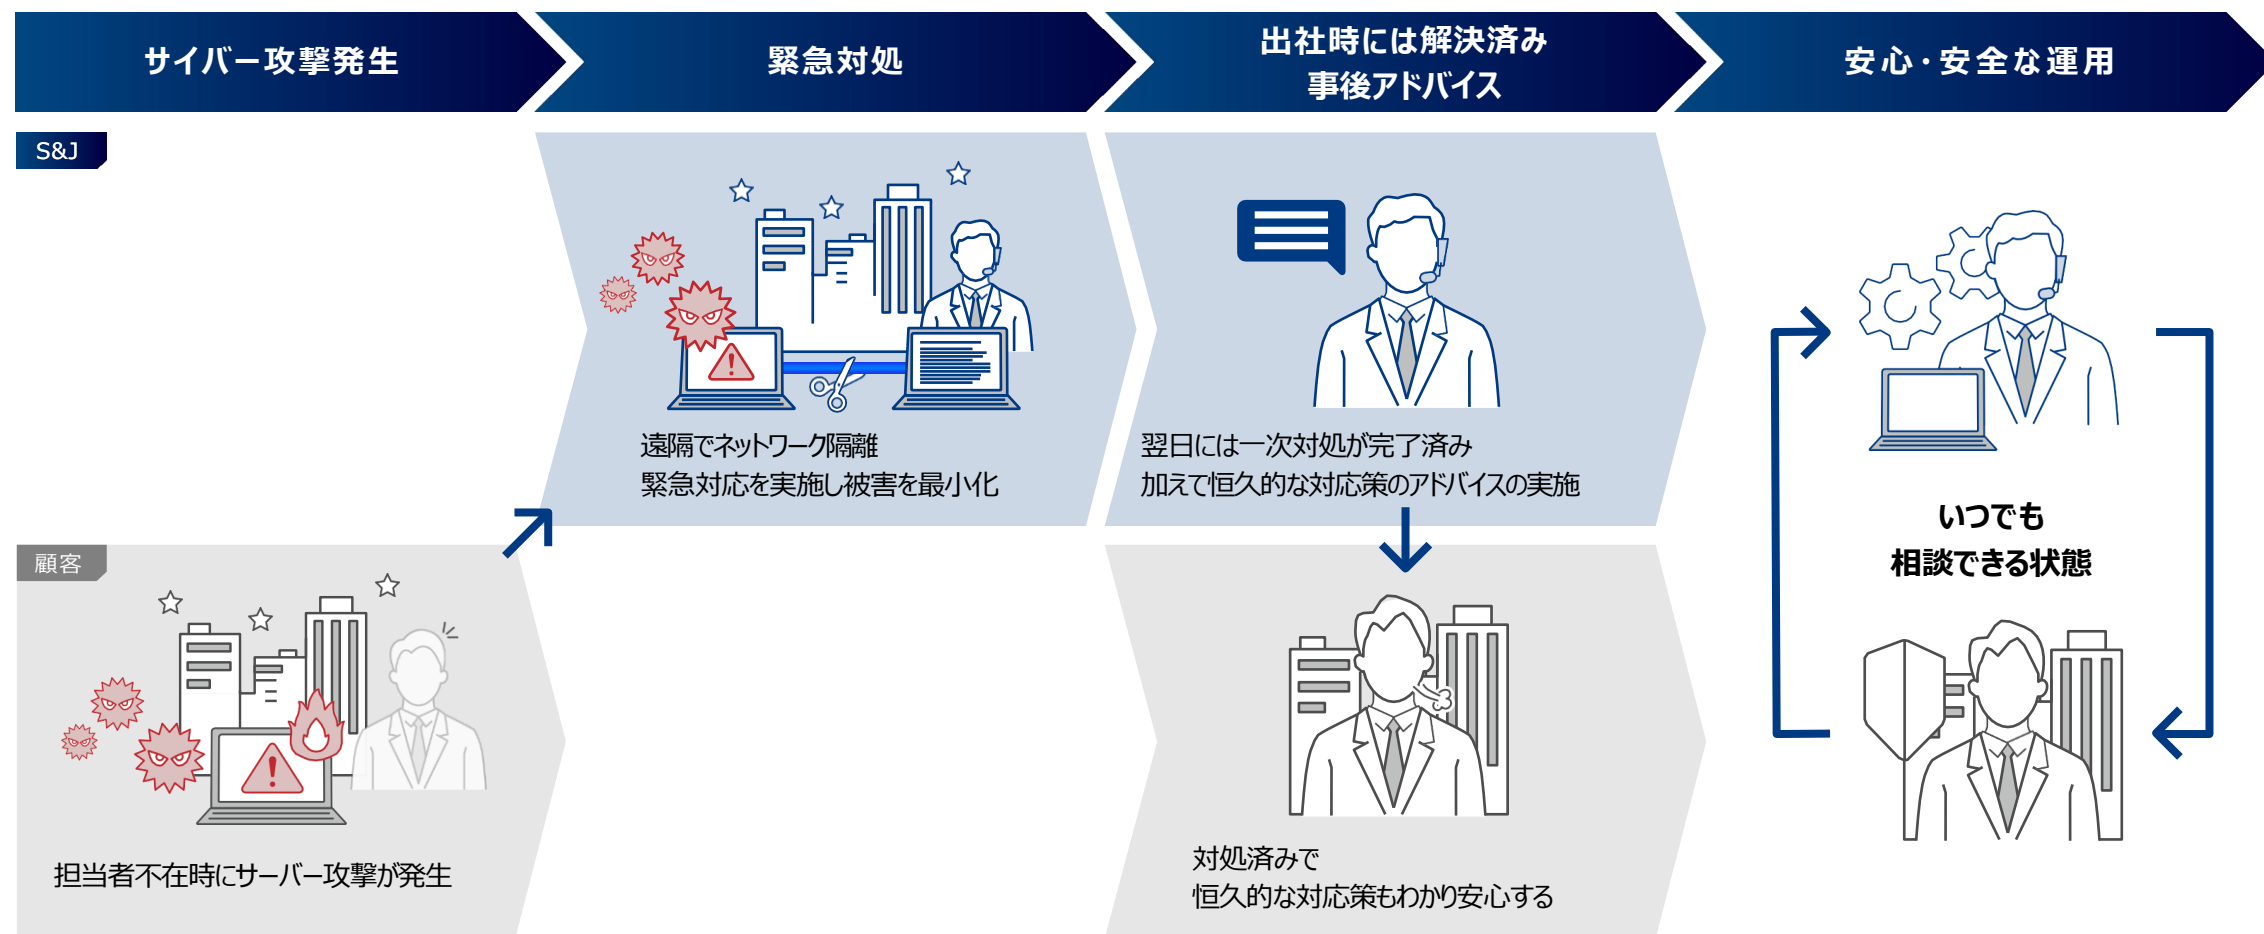 サイバー攻撃発生
緊急対処
出社時には解決済み
事後アドバイス
安心・安全な運用
S&J
遠隔でネットワーク隔離
緊急対応を実施し被害を最小化
翌日には一次対処が完了済み
加えて恒久的な対応策のアドバイスの実施
いつでも
相談できる状態
顧客
担当者不在時にサーバー攻撃が発生
対処済みで
恒久的な対応策もわかり安心する